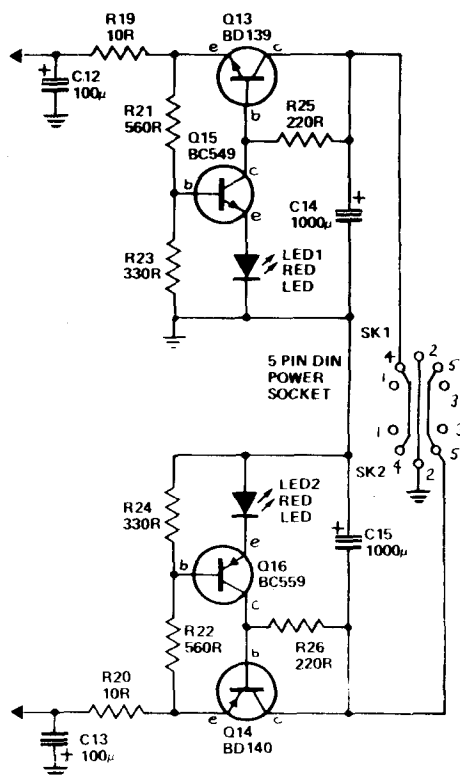 R19
10R
Q13
BD139
e
c
b
+
C12
100μ
R21
560R
Q15
BC549
R25
220R
b
c
e
C14
1000μ
+
R23
330R
LED1
RED
LED
SK1
5 PIN DIN
POWER
SOCKET
4
2
5
1
3
1
3
4
2
5
SK2
R24
330R
LED2
RED
LED
+
C15
1000μ
e
b
Q16
BC559
c
R22
560R
R26
220R
b
R20
10R
e
c
Q14
BD140
C13
100μ
+